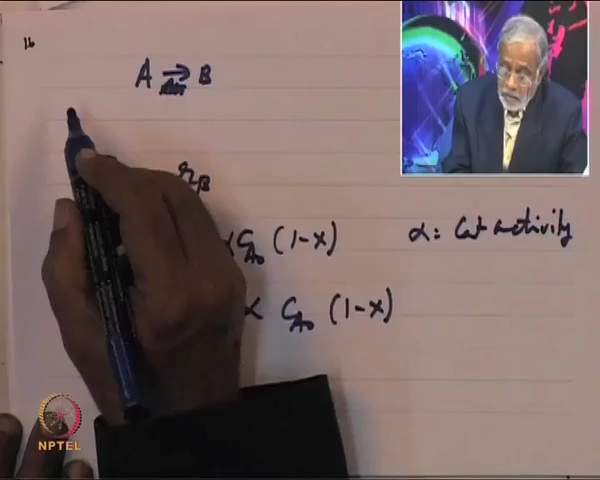 16
A ⇒ B
r_B
α C_A0 (1-x)   α: Cat activity
α C_A0 (1-x)
NPTEL